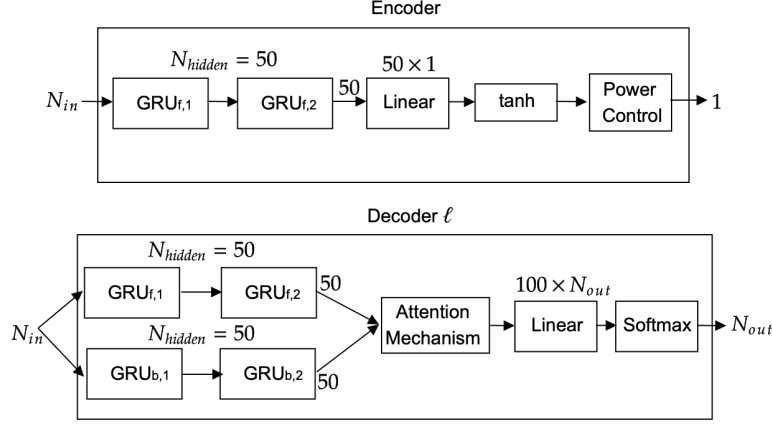 Encoder
N_hidden = 50
50 × 1
N_in
GRU_f,1
GRU_f,2
50
Linear
tanh
Power
Control
1
Decoder ℓ
N_hidden = 50
GRU_f,1
GRU_f,2
50
100 × N_out
N_in
N_hidden = 50
Attention
Mechanism
Linear
Softmax
N_out
GRU_b,1
GRU_b,2
50